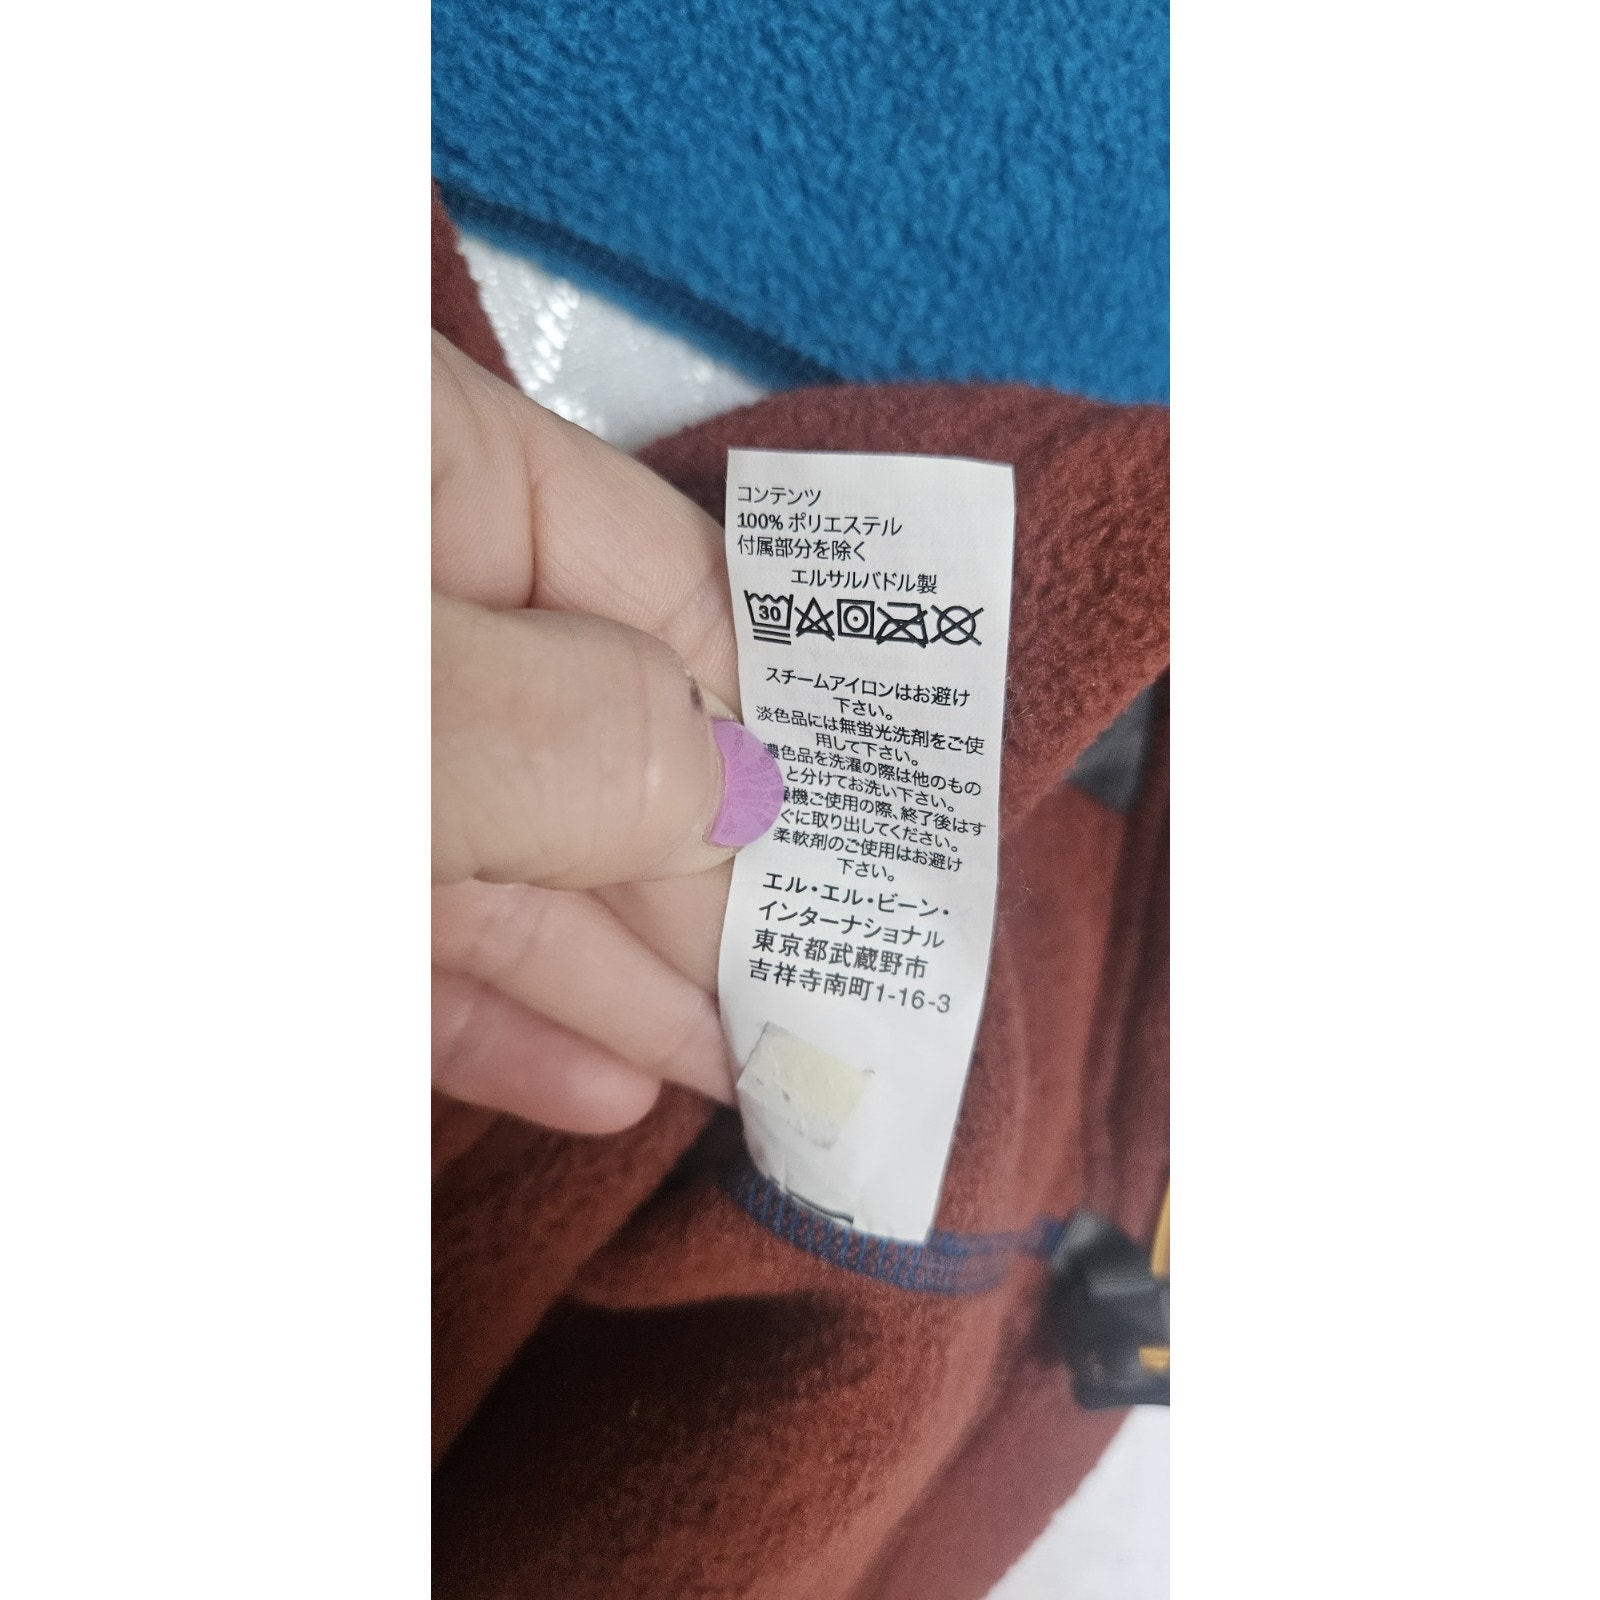 コンテンツ
100% ポリエステル
付属部分を除く
エルサルバドル製
30
スチームアイロンはお避け
下さい。
淡色品には無蛍光洗剤をご使
用して下さい。
濃色品を洗濯の際は他のもの
と分けてお洗い下さい。
燥機ご使用の際、終了後はす
ぐに取り出してください。
柔軟剤のご使用はお避け
下さい。
エル・エル・ビーン・
インターナショナル
東京都武蔵野市
吉祥寺南町1-16-3